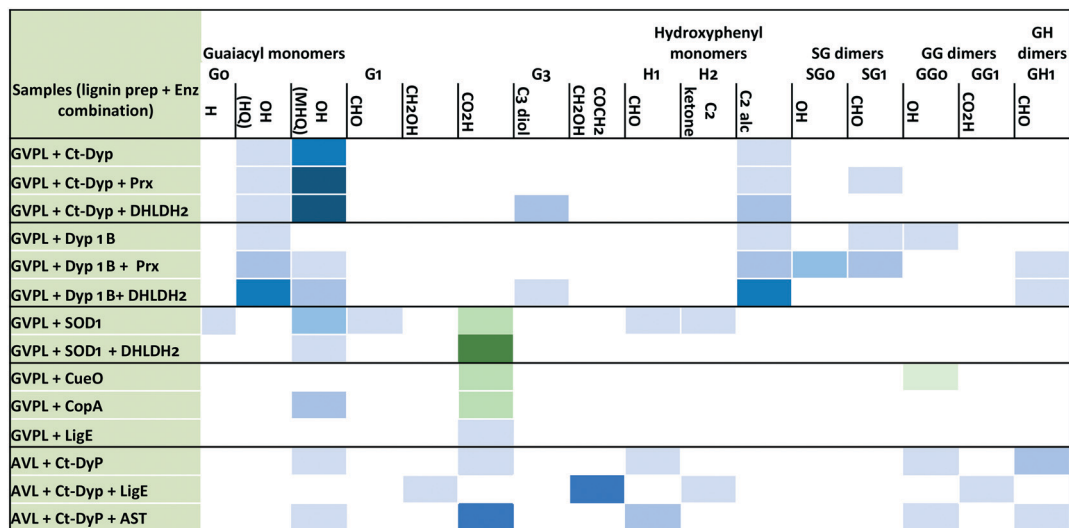 Guaiacyl monomers
Hydroxyphenyl monomers
SG dimers
GG dimers
GH dimers
Samples (lignin prep + Enz combination)
G0
G1
G3
H1
H2
SG0
SG1
GG0
GG1
GH1
H
OH (HQ)
OH (MHQ)
CHO
CH2OH
CO2H
C3 diol
COCH2 CH2OH
CHO
C2 ketone
C2 alc
OH
CHO
OH
CO2H
CHO
GVPL + Ct-Dyp
GVPL + Ct-Dyp + Prx
GVPL + Ct-Dyp + DHLDH2
GVPL + Dyp 1B
GVPL + Dyp 1B + Prx
GVPL + Dyp 1B+ DHLDH2
GVPL + SOD1
GVPL + SOD1 + DHLDH2
GVPL + CueO
GVPL + CopA
GVPL + LigE
AVL + Ct-DyP
AVL + Ct-Dyp + LigE
AVL + Ct-DyP + AST